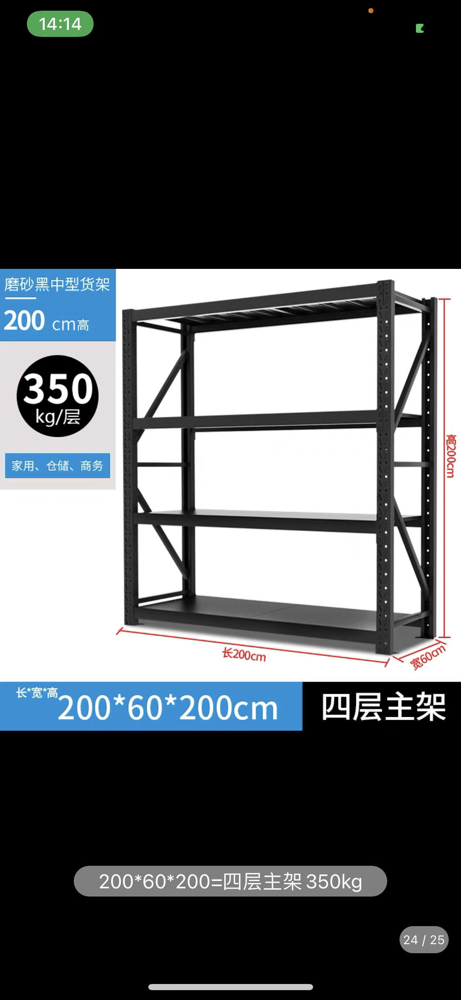 14:14
磨砂黑中型货架
200 cm高
350
kg/层
家用、仓储、商务
高200cm
长200cm
宽60cm
长*宽*高
200*60*200cm
四层主架
200*60*200=四层主架 350kg
24 / 25